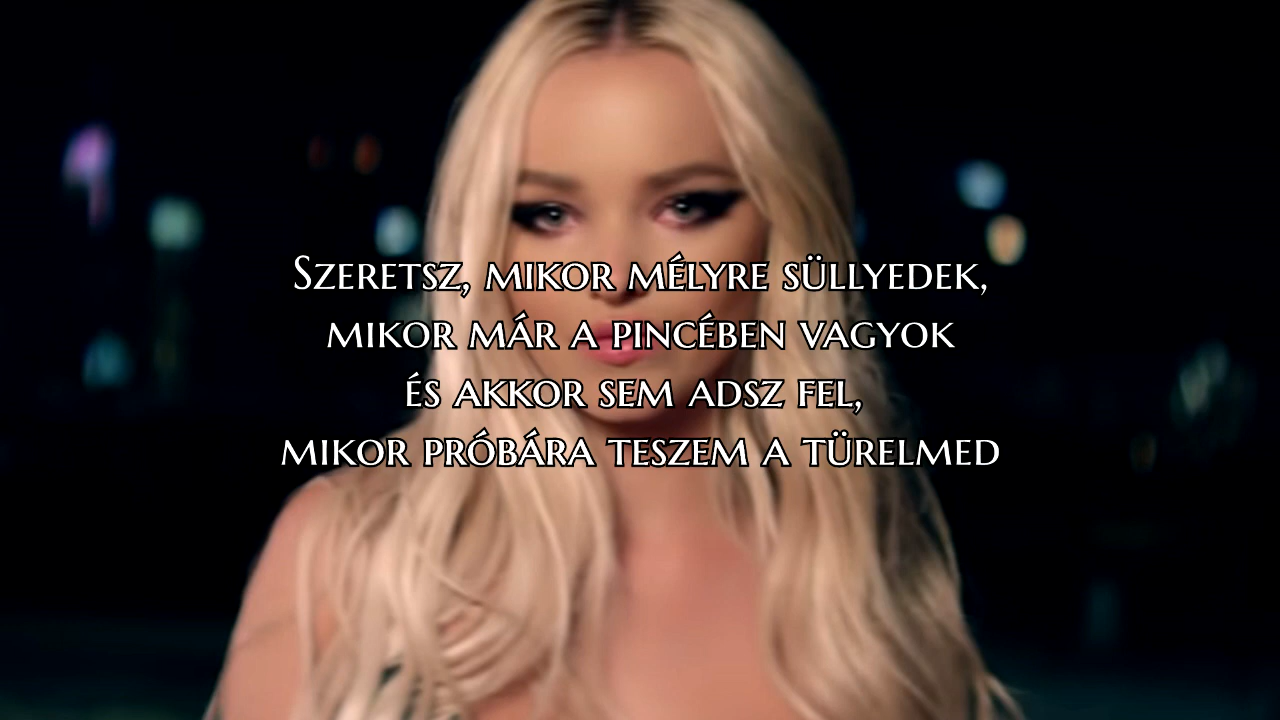 Szeretsz, mikor mélyre süllyedek,
mikor már a pincében vagyok
és akkor sem adsz fel,
mikor próbára teszem a türelmed